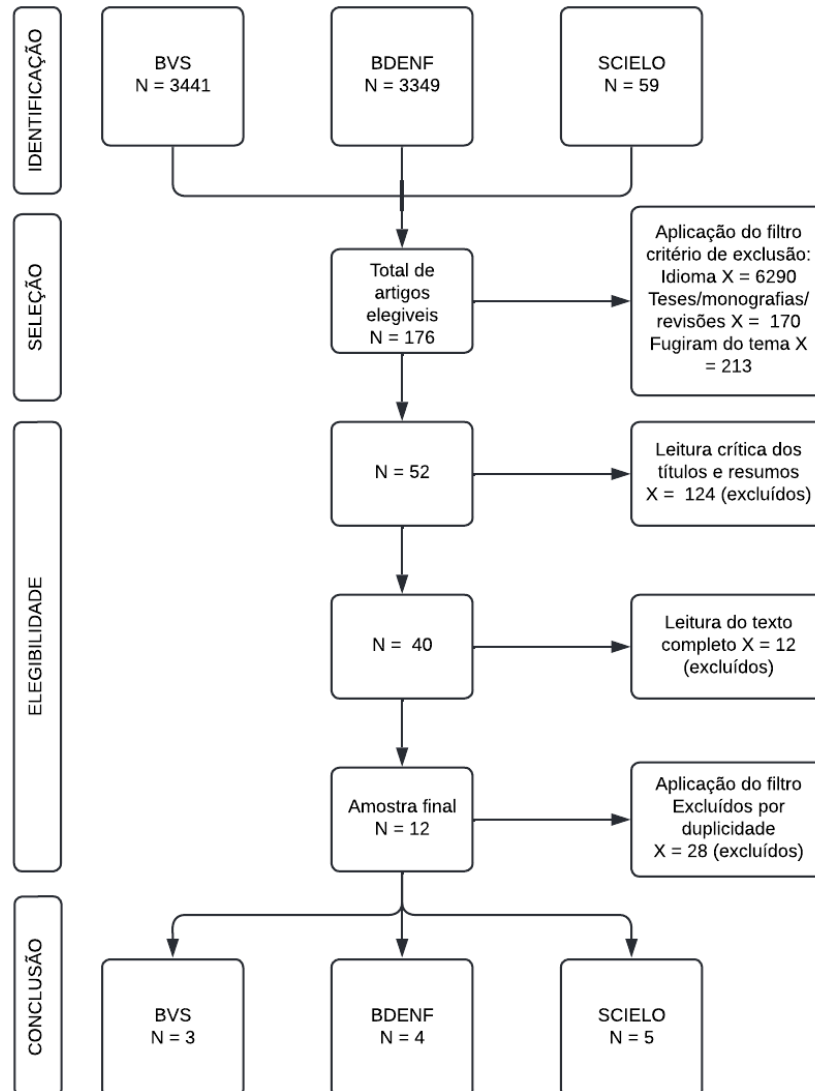 IDENTIFICAÇÃO
BVS
N = 3441
BDENF
N = 3349
SCIELO
N = 59
SELEÇÃO
Total de
artigos
elegiveis
N = 176
Aplicação do filtro
critério de exclusão:
Idioma X = 6290
Teses/monografias/
revisões X = 170
Fugiram do tema X
= 213
ELEGIBILIDADE
N = 52
Leitura crítica dos
títulos e resumos
X = 124 (excluídos)
N = 40
Leitura do texto
completo X = 12
(excluídos)
Amostra final
N = 12
Aplicação do filtro
Excluídos por
duplicidade
X = 28 (excluídos)
CONCLUSÃO
BVS
N = 3
BDENF
N = 4
SCIELO
N = 5